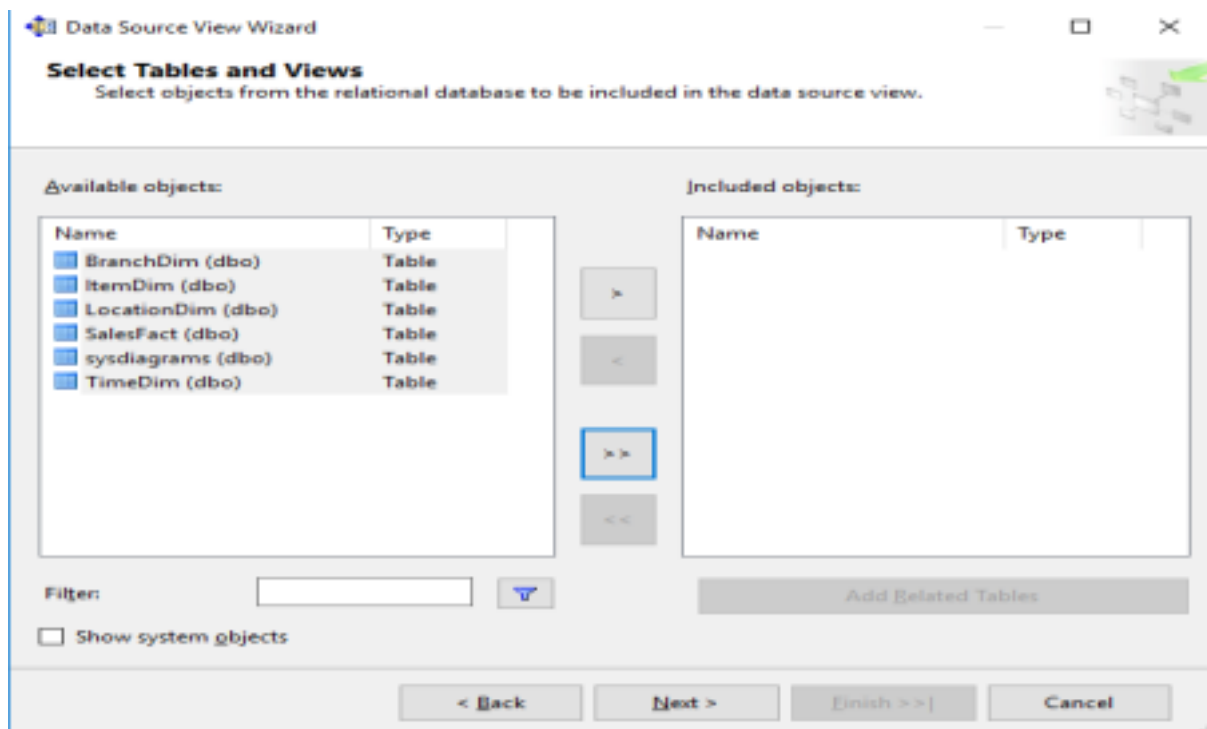 Data Source View Wizard
Select Tables and Views
Select objects from the relational database to be included in the data source view.
Available objects:
Included objects:
Name Type
Name Type
BranchDim (dbo) Table
ItemDim (dbo) Table
LocationDim (dbo) Table
SalesFact (dbo) Table
sysdiagrams (dbo) Table
TimeDim (dbo) Table
>
<
>>
<<
Filter:
Add Related Tables
Show system objects
< Back
Next >
Finish >>|
Cancel